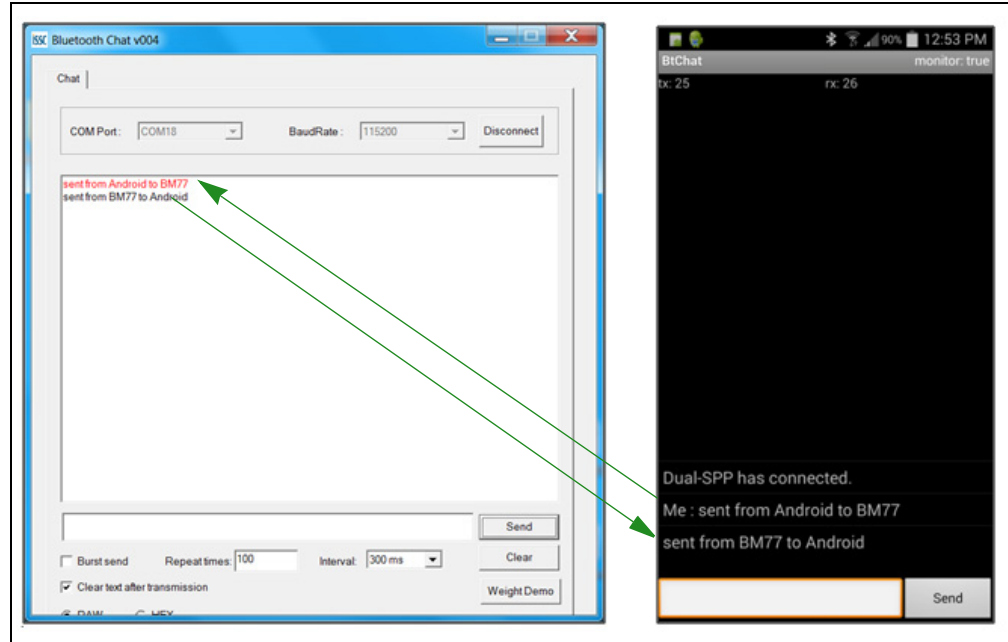 ISSC Bluetooth Chat v004
Chat
COM Port: COM18 BaudRate: 115200 Disconnect
sent from Android to BM77
sent from BM77 to Android
Send
Burst send Repeat times: 100 Interval: 300 ms Clear
Clear text after transmission Weight Demo
RAW HEX
90% 12:53 PM
BtChat monitor: true
tx: 25 rx: 26
Dual-SPP has connected.
Me : sent from Android to BM77
sent from BM77 to Android
Send